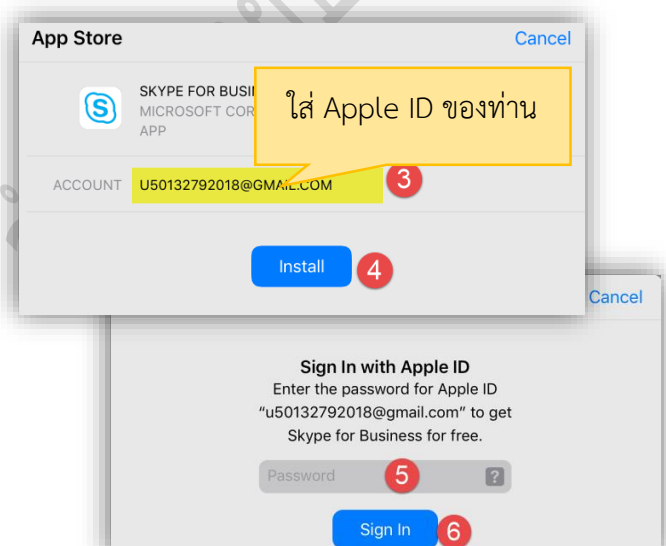 App Store
Cancel
SKYPE FOR BUSI
MICROSOFT COR
APP
ใส่ Apple ID ของท่าน
ACCOUNT U50132792018@GMAIL.COM
3
Install
4
Cancel
Sign In with Apple ID
Enter the password for Apple ID
“u50132792018@gmail.com” to get
Skype for Business for free.
Password
5
?
Sign In
6